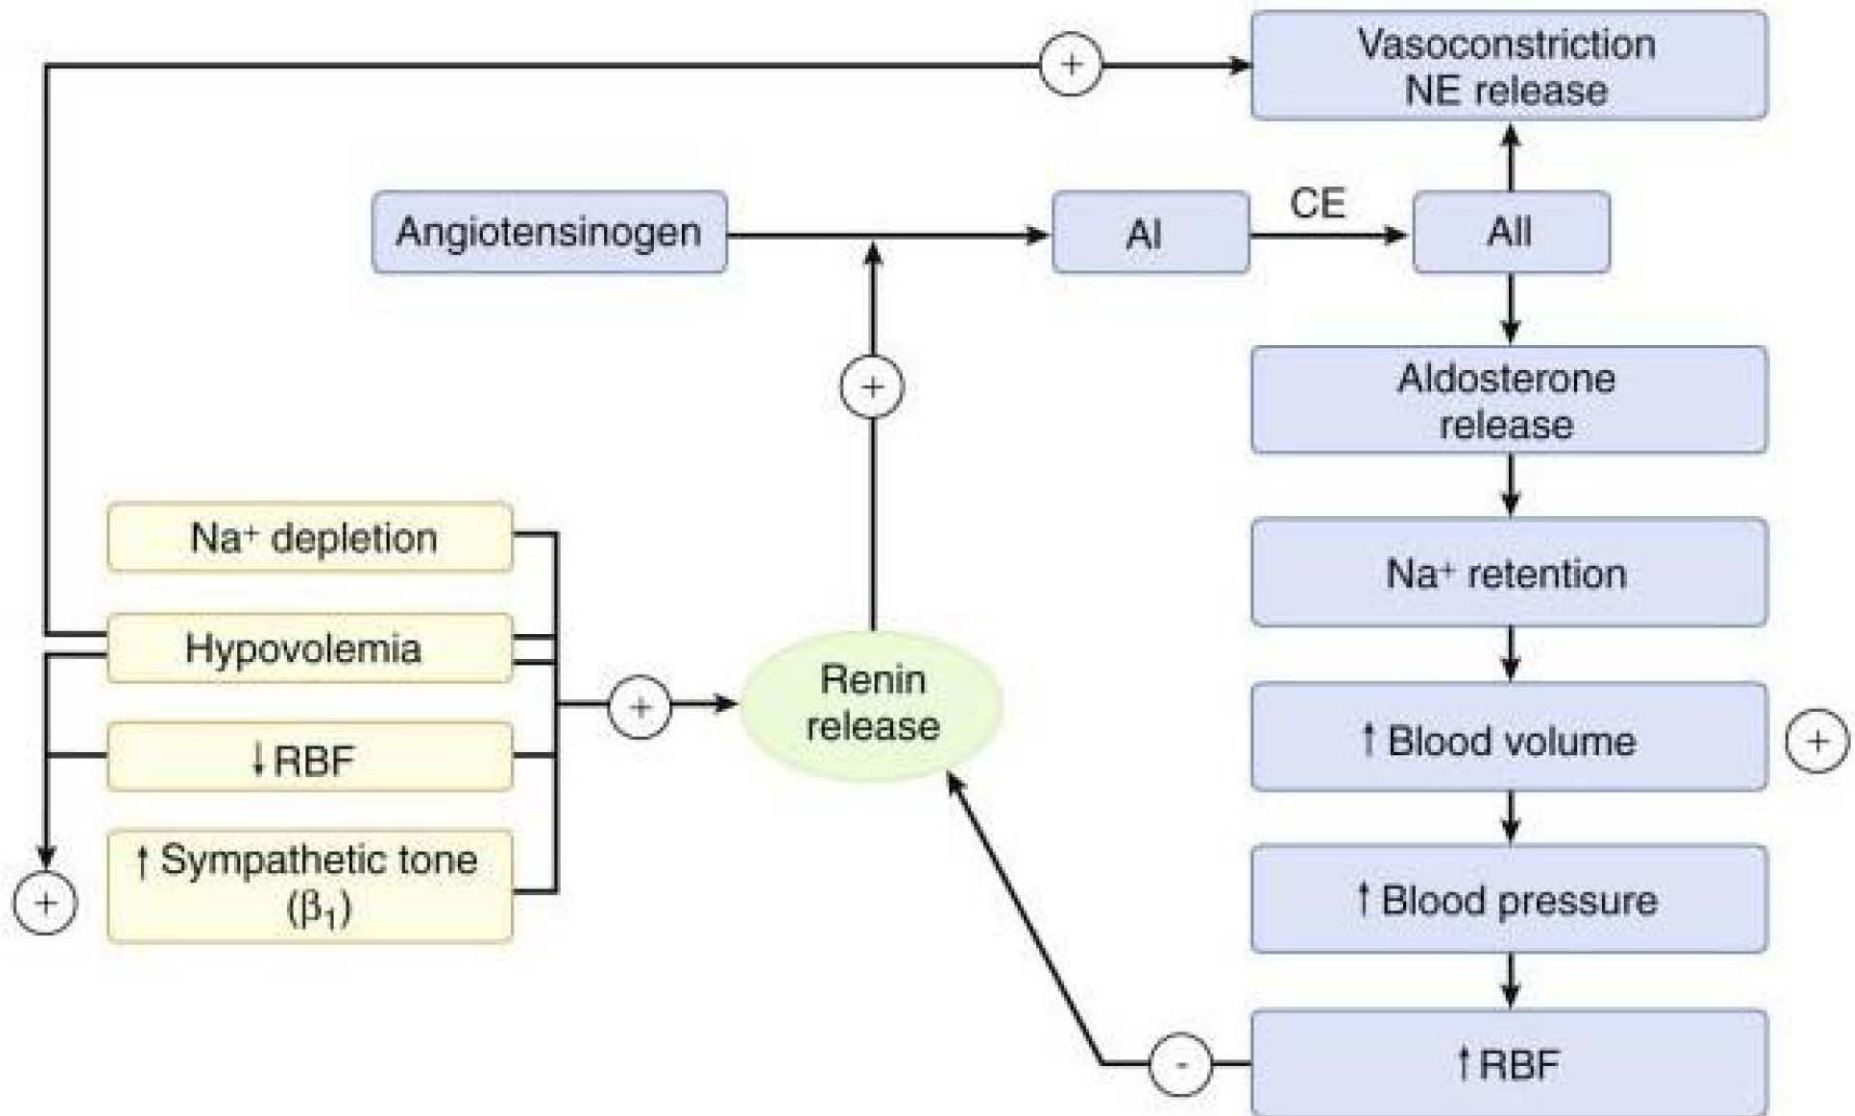 +
Vasoconstriction
NE release
Angiotensinogen
AI
CE
AII
+
Aldosterone
release
Na⁺ depletion
Na⁺ retention
Hypovolemia
+
Renin
release
↑ Blood volume
+
↓ RBF
↑ Sympathetic tone
(β₁)
+
↑ Blood pressure
-
↑ RBF